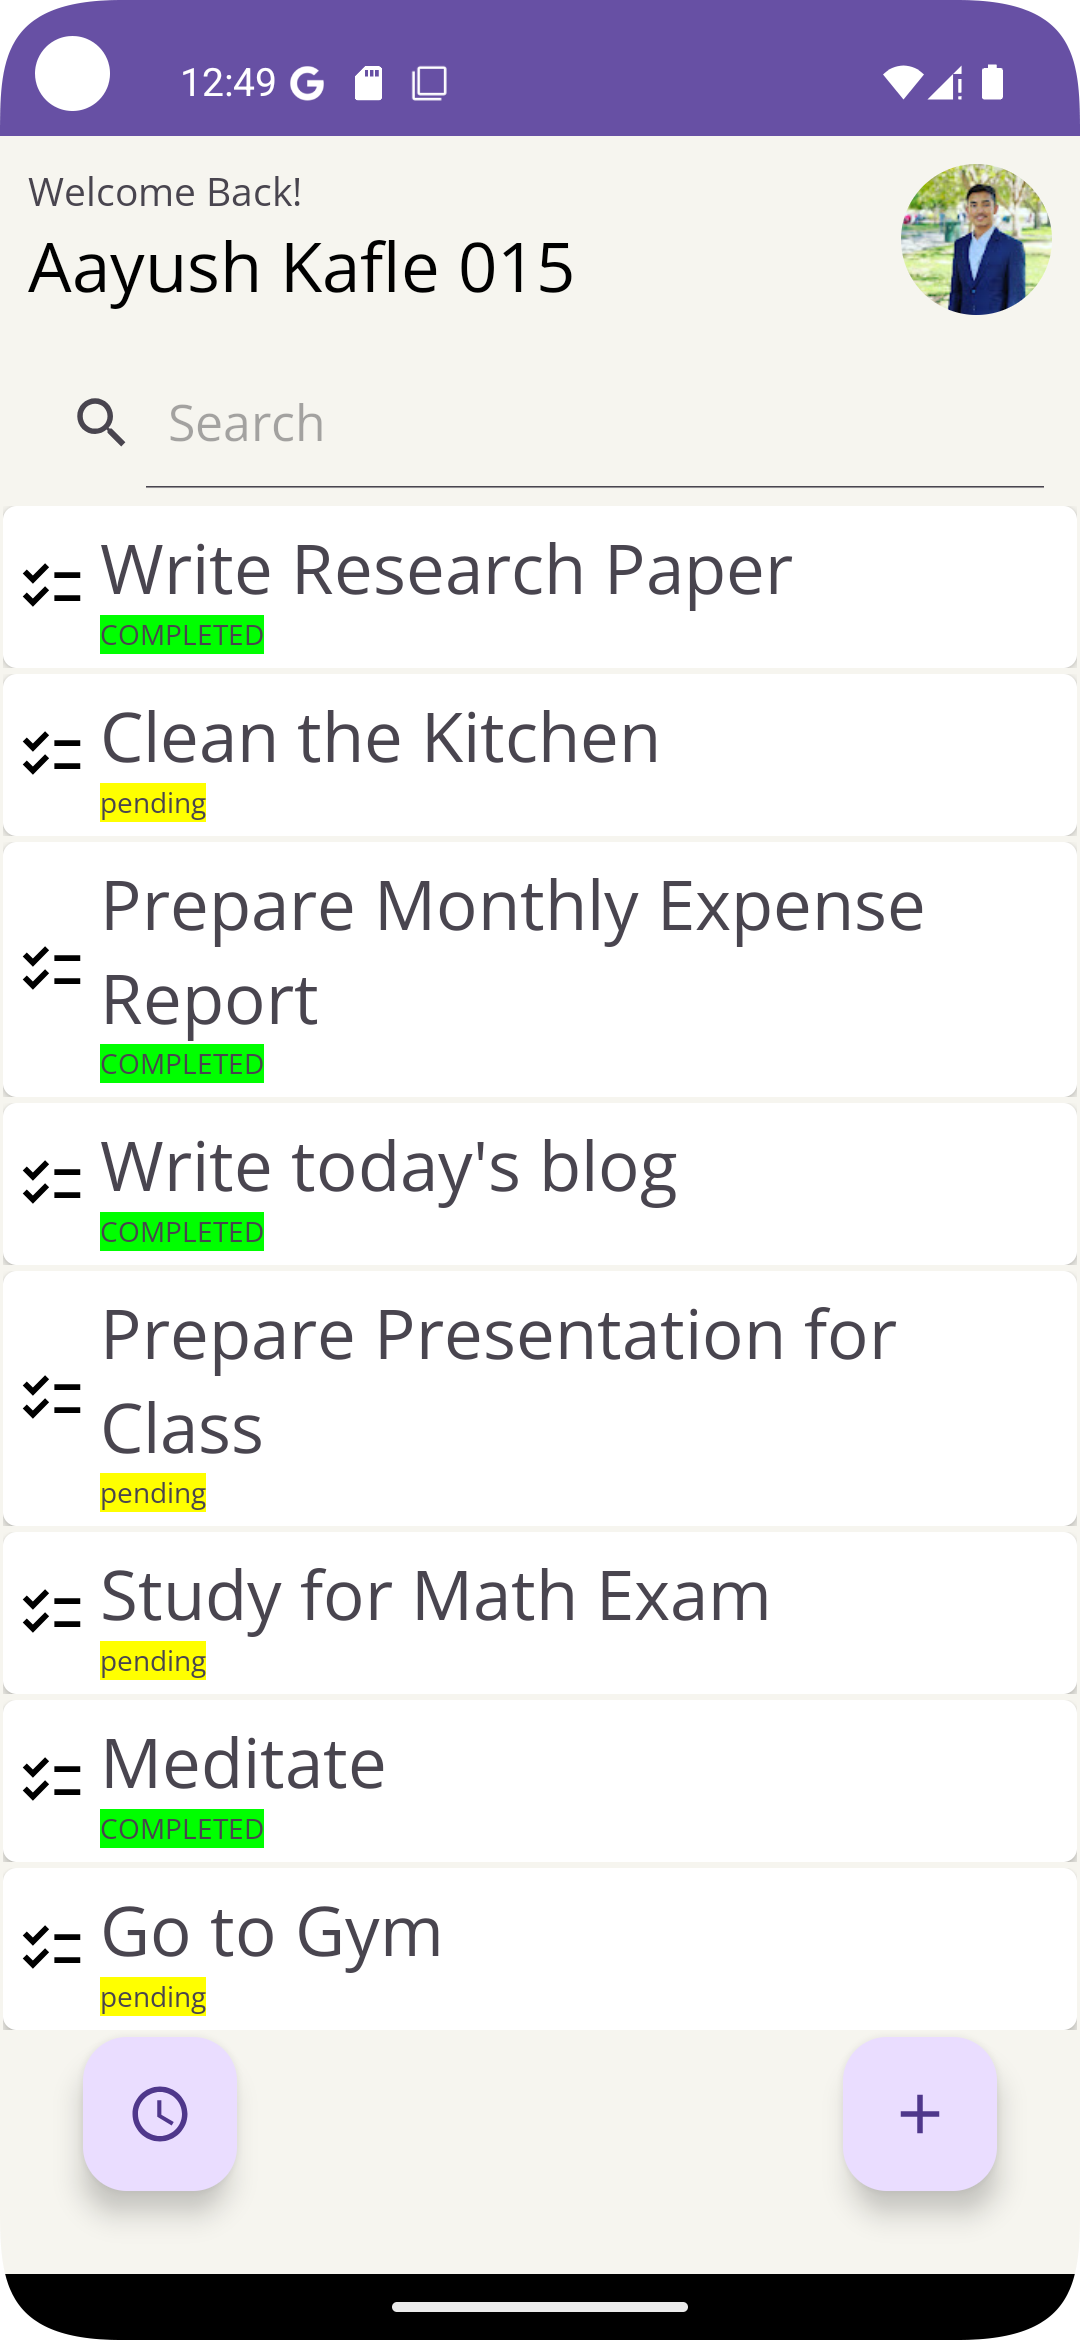 12:49
Welcome Back!
Aayush Kafle 015
Search
Write Research Paper
COMPLETED
Clean the Kitchen
pending
Prepare Monthly Expense
Report
COMPLETED
Write today's blog
COMPLETED
Prepare Presentation for
Class
pending
Study for Math Exam
pending
Meditate
COMPLETED
Go to Gym
pending